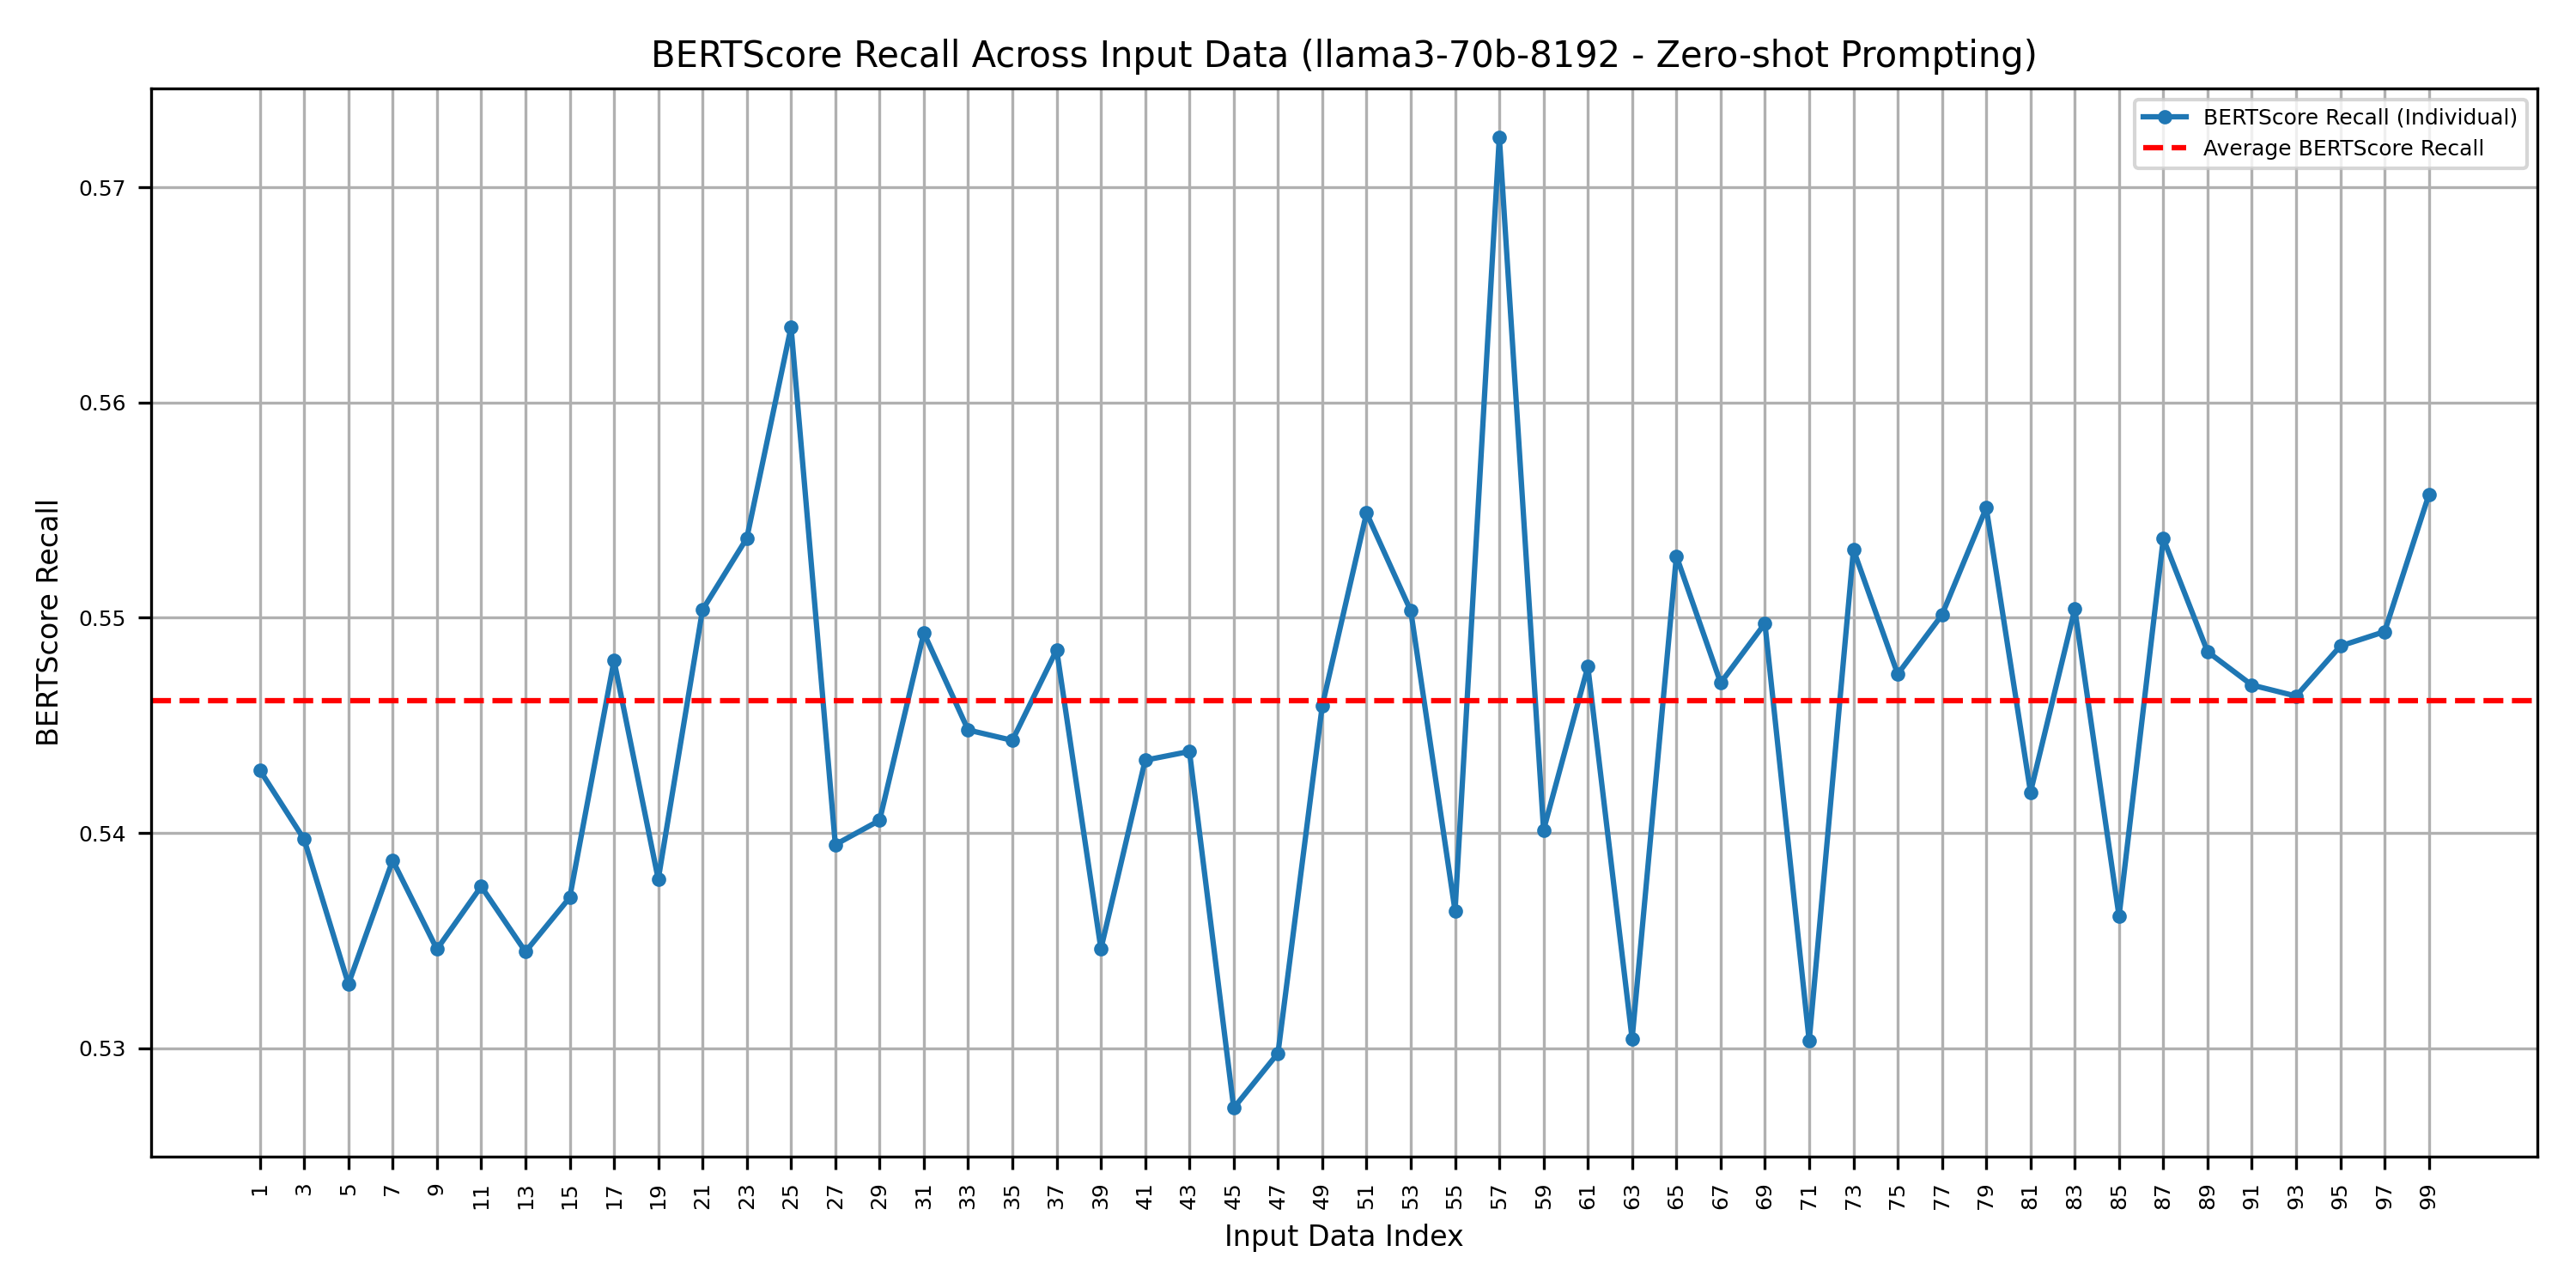 BERTScore Recall Across Input Data (llama3-70b-8192 - Zero-shot Prompting)
BERTScore Recall (Individual)
Average BERTScore Recall
0.57
0.56
0.55
0.54
0.53
BERTScore Recall
1 3 5 7 9 11 13 15 17 19 21 23 25 27 29 31 33 35 37 39 41 43 45 47 49 51 53 55 57 59 61 63 65 67 69 71 73 75 77 79 81 83 85 87 89 91 93 95 97 99
Input Data Index